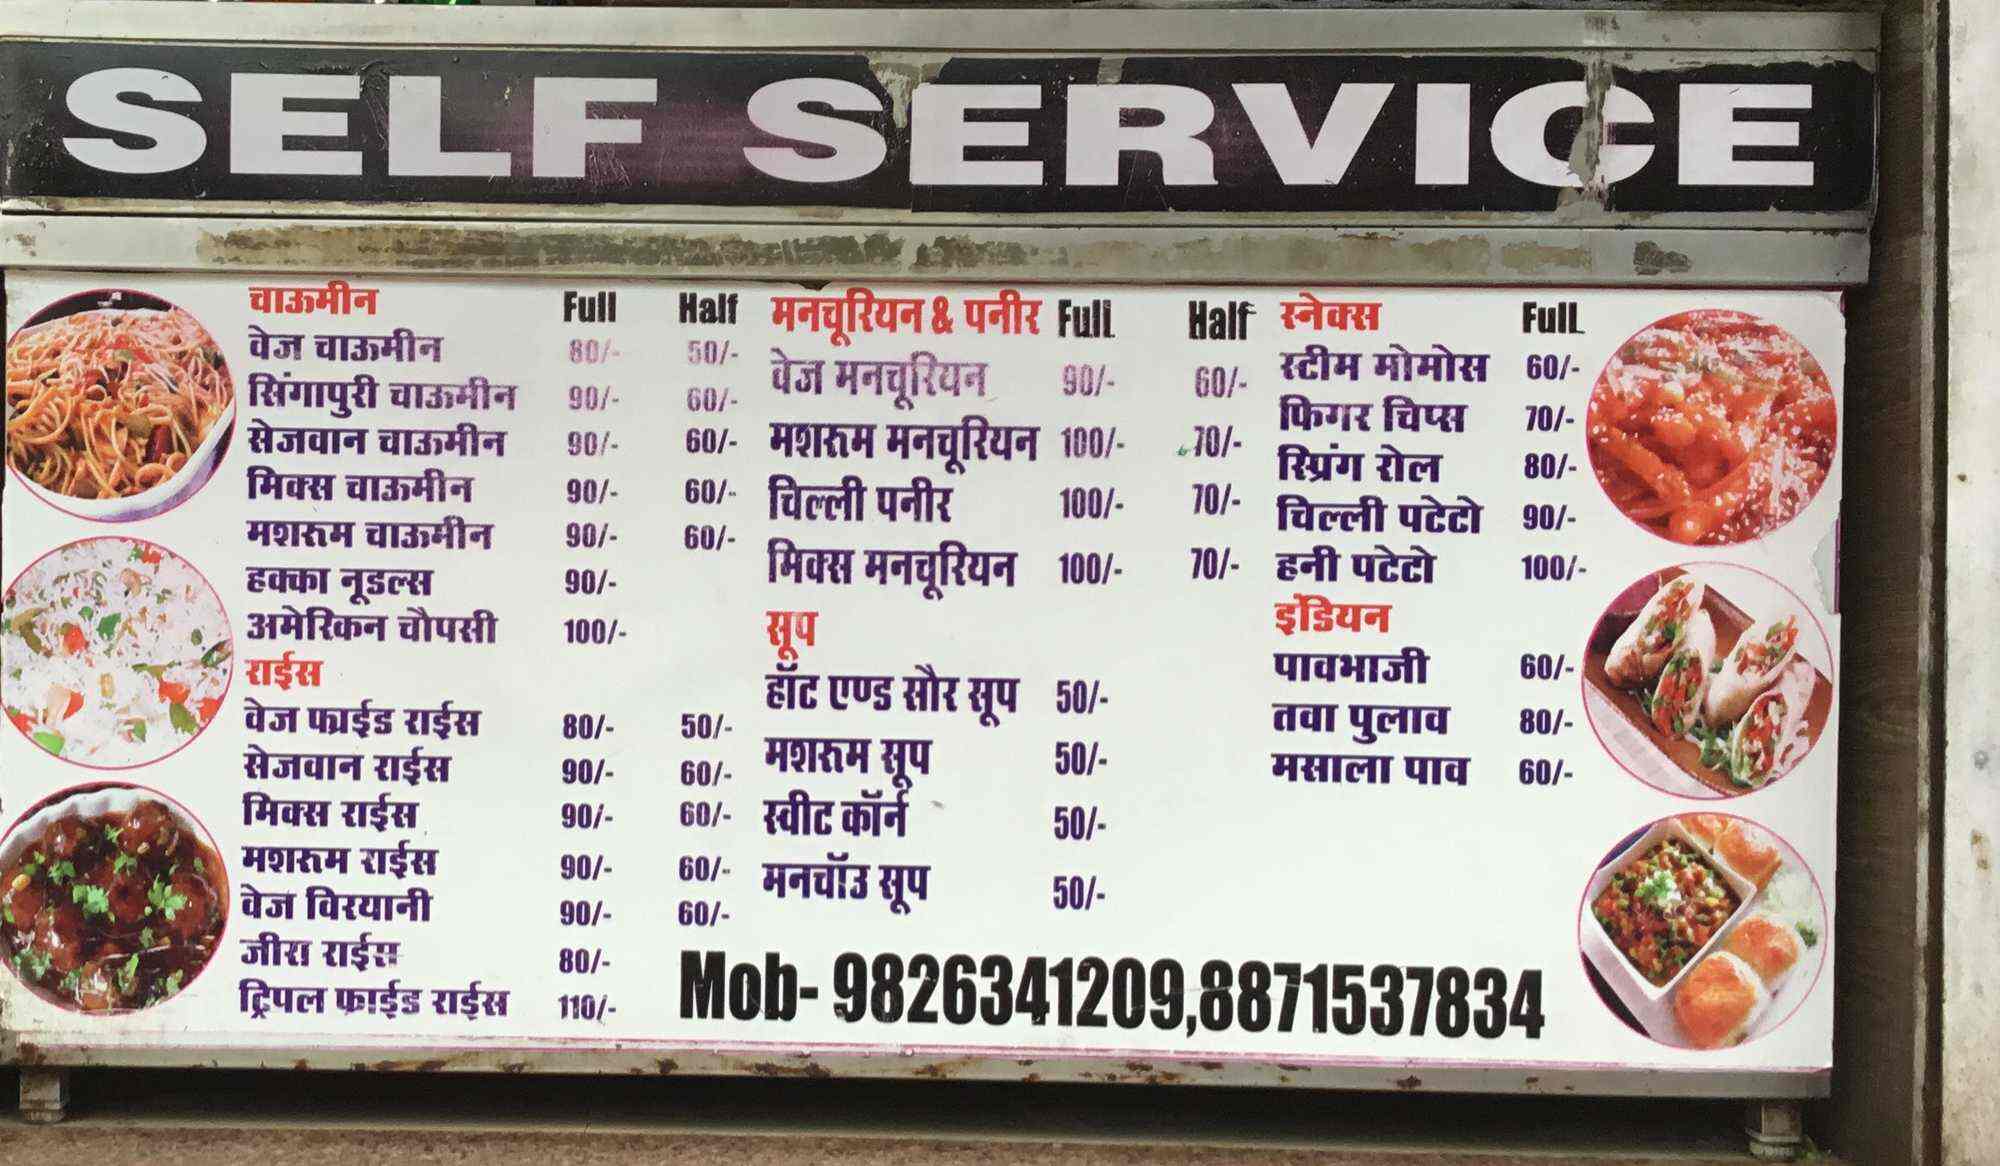 SELF SERVICE
चाऊमीन Full Half
वेज चाऊमीन 80/- 50/-
सिंगापुरी चाऊमीन 90/- 60/-
सेजवान चाऊमीन 90/- 60/-
मिक्स चाऊमीन 90/- 60/-
मशरूम चाऊमीन 90/- 60/-
हक्का नूडल्स 90/-
अमेरिकन चौपसी 100/-
राईस
वेज फ्राईड राईस 80/- 50/-
सेजवान राईस 90/- 60/-
मिक्स राईस 90/- 60/-
मशरूम राईस 90/- 60/-
वेज विरयानी 90/- 60/-
जीरा राईस 80/-
ट्रिपल फ्राईड राईस 110/-
मनचूरियन & पनीर Full Half
वेज मनचूरियन 90/- 60/-
मशरूम मनचूरियन 100/- 70/-
चिल्ली पनीर 100/- 70/-
मिक्स मनचूरियन 100/- 70/-
सूप
हॉट एण्ड सौर सूप 50/-
मशरूम सूप 50/-
स्वीट कॉर्न 50/-
मनचॉउ सूप 50/-
स्नेक्स Full
स्टीम मोमोस 60/-
फिगर चिप्स 70/-
स्प्रिंग रोल 80/-
चिल्ली पटेटो 90/-
हनी पटेटो 100/-
इंडियन
पावभाजी 60/-
तवा पुलाव 80/-
मसाला पाव 60/-
Mob- 9826341209,8871537834